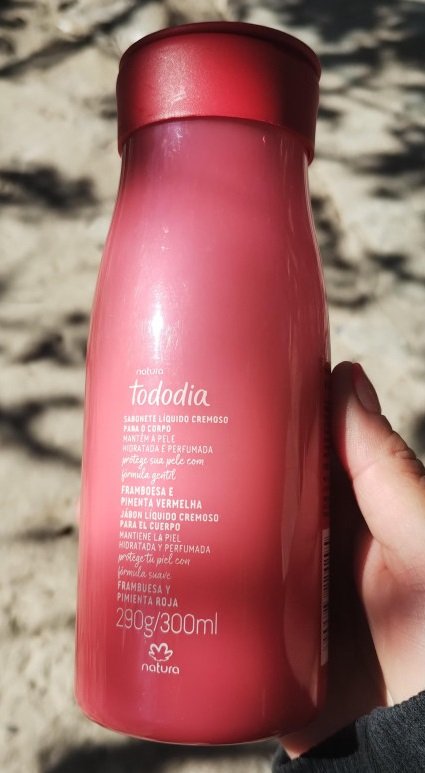 natura
tododia
SABONETE LÍQUIDO CREMOSO
PARA O CORPO
MANTÉM A PELE
HIDRATADA E PERFUMADA
protege sua pele com
fórmula gentil
FRAMBOESA E
PIMENTA VERMELHA
JABÓN LÍQUIDO CREMOSO
PARA EL CUERPO
MANTIENE LA PIEL
HIDRATADA Y PERFUMADA
protege tu piel con
fórmula suave
FRAMBUESA Y
PIMIENTA ROJA
290g/300ml
natura